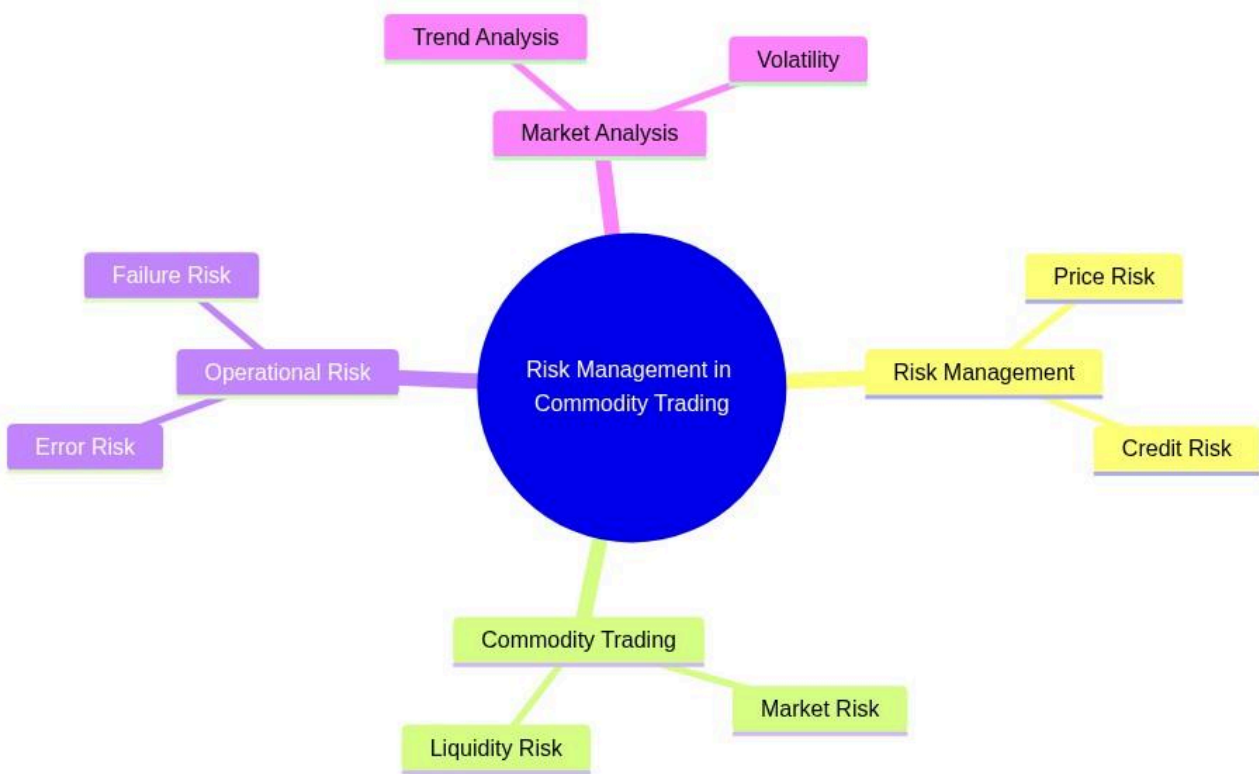 Trend Analysis
Volatility
Market Analysis
Failure Risk
Operational Risk
Error Risk
Risk Management in
Commodity Trading
Price Risk
Risk Management
Credit Risk
Commodity Trading
Market Risk
Liquidity Risk